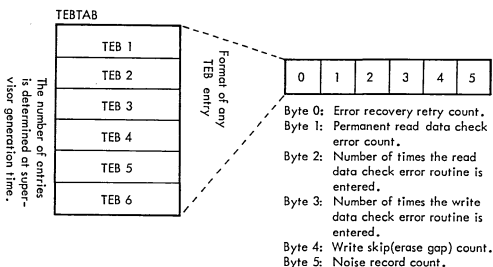 TEBTAB
TEB 1
TEB 2
TEB 3
TEB 4
TEB 5
TEB 6
The number of entries
is determined at super-
visor generation time.
Format of any
TEB entry
0 1 2 3 4 5
Byte 0: Error recovery retry count.
Byte 1: Permanent read data check
error count.
Byte 2: Number of times the read
data check error routine is
entered.
Byte 3: Number of times the write
data check error routine is
entered.
Byte 4: Write skip(erase gap) count.
Byte 5: Noise record count.